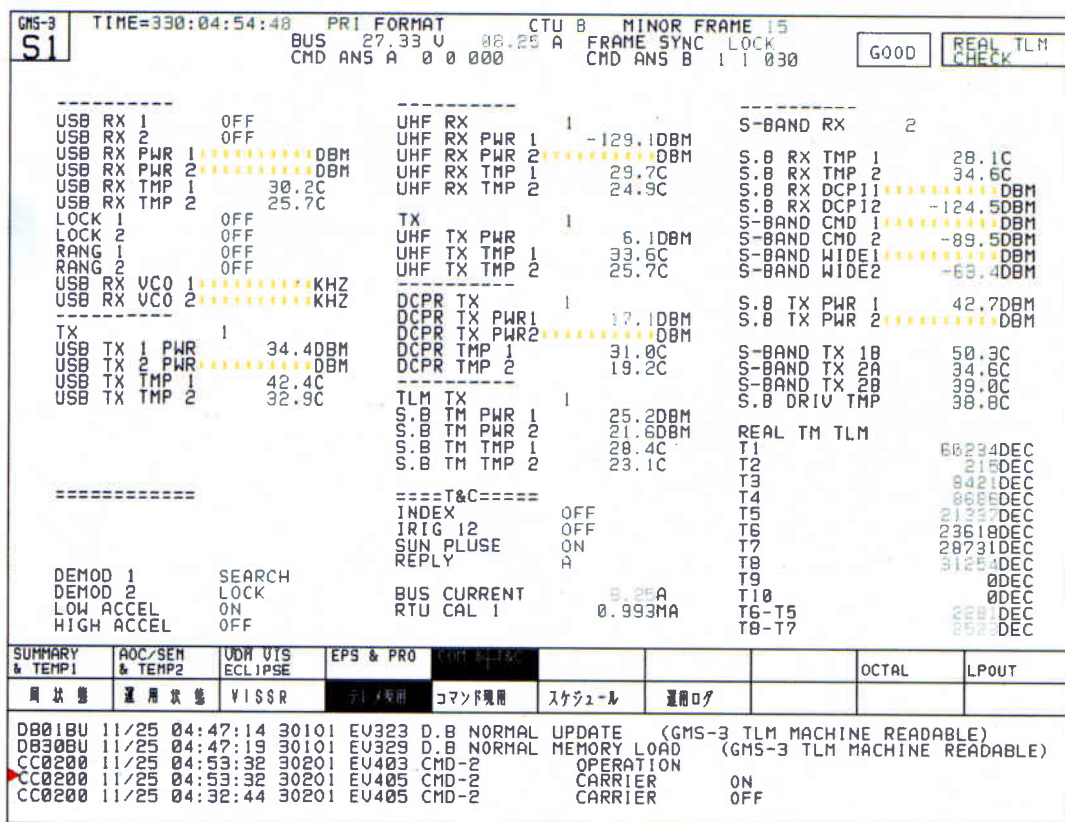 GMS-3 TIME=330:04:54:48 PRI FORMAT CTU B MINOR FRAME 15
S1 BUS 27.33 V 08.25 A FRAME SYNC LOCK GOOD REAL TLM CHECK
CMD ANS A 0 0 000 CMD ANS B 1 1 030
----------
USB RX 1 OFF
USB RX 2 OFF
USB RX PWR 1 DBM
USB RX PWR 2 DBM
USB RX TMP 1 30.2C
USB RX TMP 2 25.7C
LOCK 1 OFF
LOCK 2 OFF
RANG 1 OFF
RANG 2 OFF
USB RX VCO 1 KHZ
USB RX VCO 2 KHZ
----------
TX 1
USB TX 1 PWR 34.4DBM
USB TX 2 PWR DBM
USB TX TMP 1 42.4C
USB TX TMP 2 32.9C
============
DEMOD 1 SEARCH
DEMOD 2 LOCK
LOW ACCEL ON
HIGH ACCEL OFF
----------
UHF RX 1
UHF RX PWR 1 -129.1DBM
UHF RX PWR 2 DBM
UHF RX TMP 1 29.7C
UHF RX TMP 2 24.9C
TX 1
UHF TX PWR 6.1DBM
UHF TX TMP 1 33.6C
UHF TX TMP 2 25.7C
----------
DCPR TX 1
DCPR TX PWR1 17.1DBM
DCPR TX PWR2 DBM
DCPR TMP 1 31.0C
DCPR TMP 2 19.2C
----------
TLM TX 1
S.B TM PWR 1 25.2DBM
S.B TM PWR 2 21.6DBM
S.B TM TMP 1 28.4C
S.B TM TMP 2 23.1C
====T&C=====
INDEX OFF
IRIG 12 OFF
SUN PLUSE ON
REPLY A
BUS CURRENT 8.25A
RTU CAL 1 0.993MA
----------
S-BAND RX 2
S.B RX TMP 1 28.1C
S.B RX TMP 2 34.6C
S.B RX DCPI1 DBM
S.B RX DCPI2 -124.5DBM
S-BAND CMD 1 DBM
S-BAND CMD 2 -89.5DBM
S-BAND WIDE1 DBM
S-BAND WIDE2 -63.4DBM
S.B TX PWR 1 42.7DBM
S.B TX PWR 2 DBM
S-BAND TX 1B 50.3C
S-BAND TX 2A 34.6C
S-BAND TX 2B 39.0C
S.B DRIV TMP 38.8C
REAL TM TLM
T1 60234DEC
T2 215DEC
T3 8421DEC
T4 8686DEC
T5 21337DEC
T6 23618DEC
T7 28731DEC
T8 31254DEC
T9 0DEC
T10 0DEC
T6-T5 2281DEC
T8-T7 2523DEC
SUMMARY & TEMP1 AOC/SEM & TEMP2 VDM VIS ECLIPSE EPS & PRO COM & T&C OCTAL LPOUT
運用状態 VISSR テレメ現用 コマンド現用 スケジュール 運用ログ
DB01BU 11/25 04:47:14 30101 EV323 D.B NORMAL UPDATE (GMS-3 TLM MACHINE READABLE)
DB30BU 11/25 04:47:19 30101 EV329 D.B NORMAL MEMORY LOAD (GMS-3 TLM MACHINE READABLE)
CC0200 11/25 04:53:32 30201 EV403 CMD-2 OPERATION
CC0200 11/25 04:53:32 30201 EV405 CMD-2 CARRIER ON
CC0200 11/25 04:32:44 30201 EV405 CMD-2 CARRIER OFF